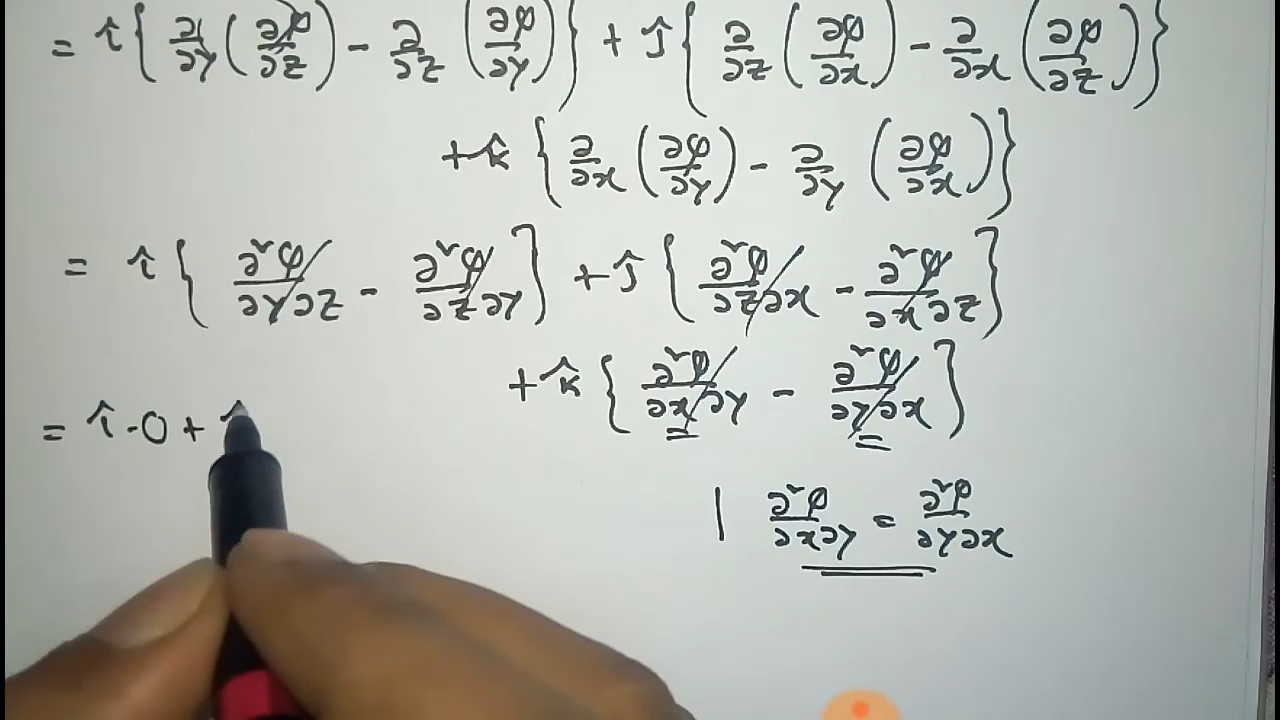 = î { ∂/∂y (∂φ/∂z) - ∂/∂z (∂φ/∂y) } + ĵ { ∂/∂z (∂φ/∂x) - ∂/∂x (∂φ/∂z) }
+ k̂ { ∂/∂x (∂φ/∂y) - ∂/∂y (∂φ/∂x) }
= î { ∂²φ/∂y∂z - ∂²φ/∂z∂y } + ĵ { ∂²φ/∂z∂x - ∂²φ/∂x∂z }
+ k̂ { ∂²φ/∂x∂y - ∂²φ/∂y∂x }
= î·0 +
| ∂²φ/∂x∂y = ∂²φ/∂y∂x